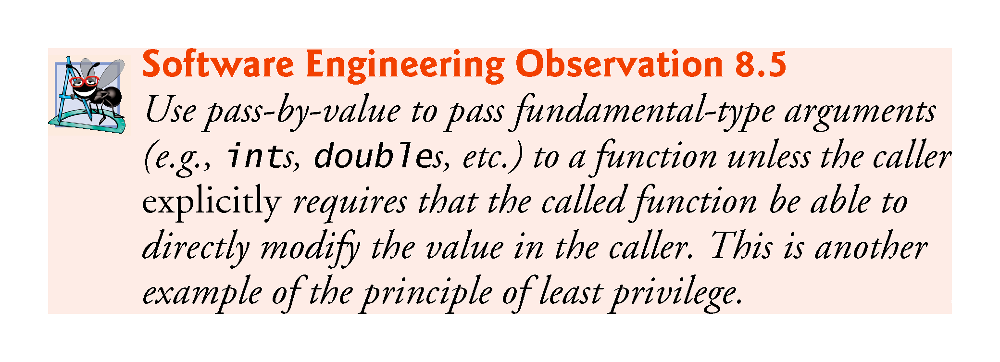 Software Engineering Observation 8.5
Use pass-by-value to pass fundamental-type arguments
(e.g., ints, doubles, etc.) to a function unless the caller
explicitly requires that the called function be able to
directly modify the value in the caller. This is another
example of the principle of least privilege.